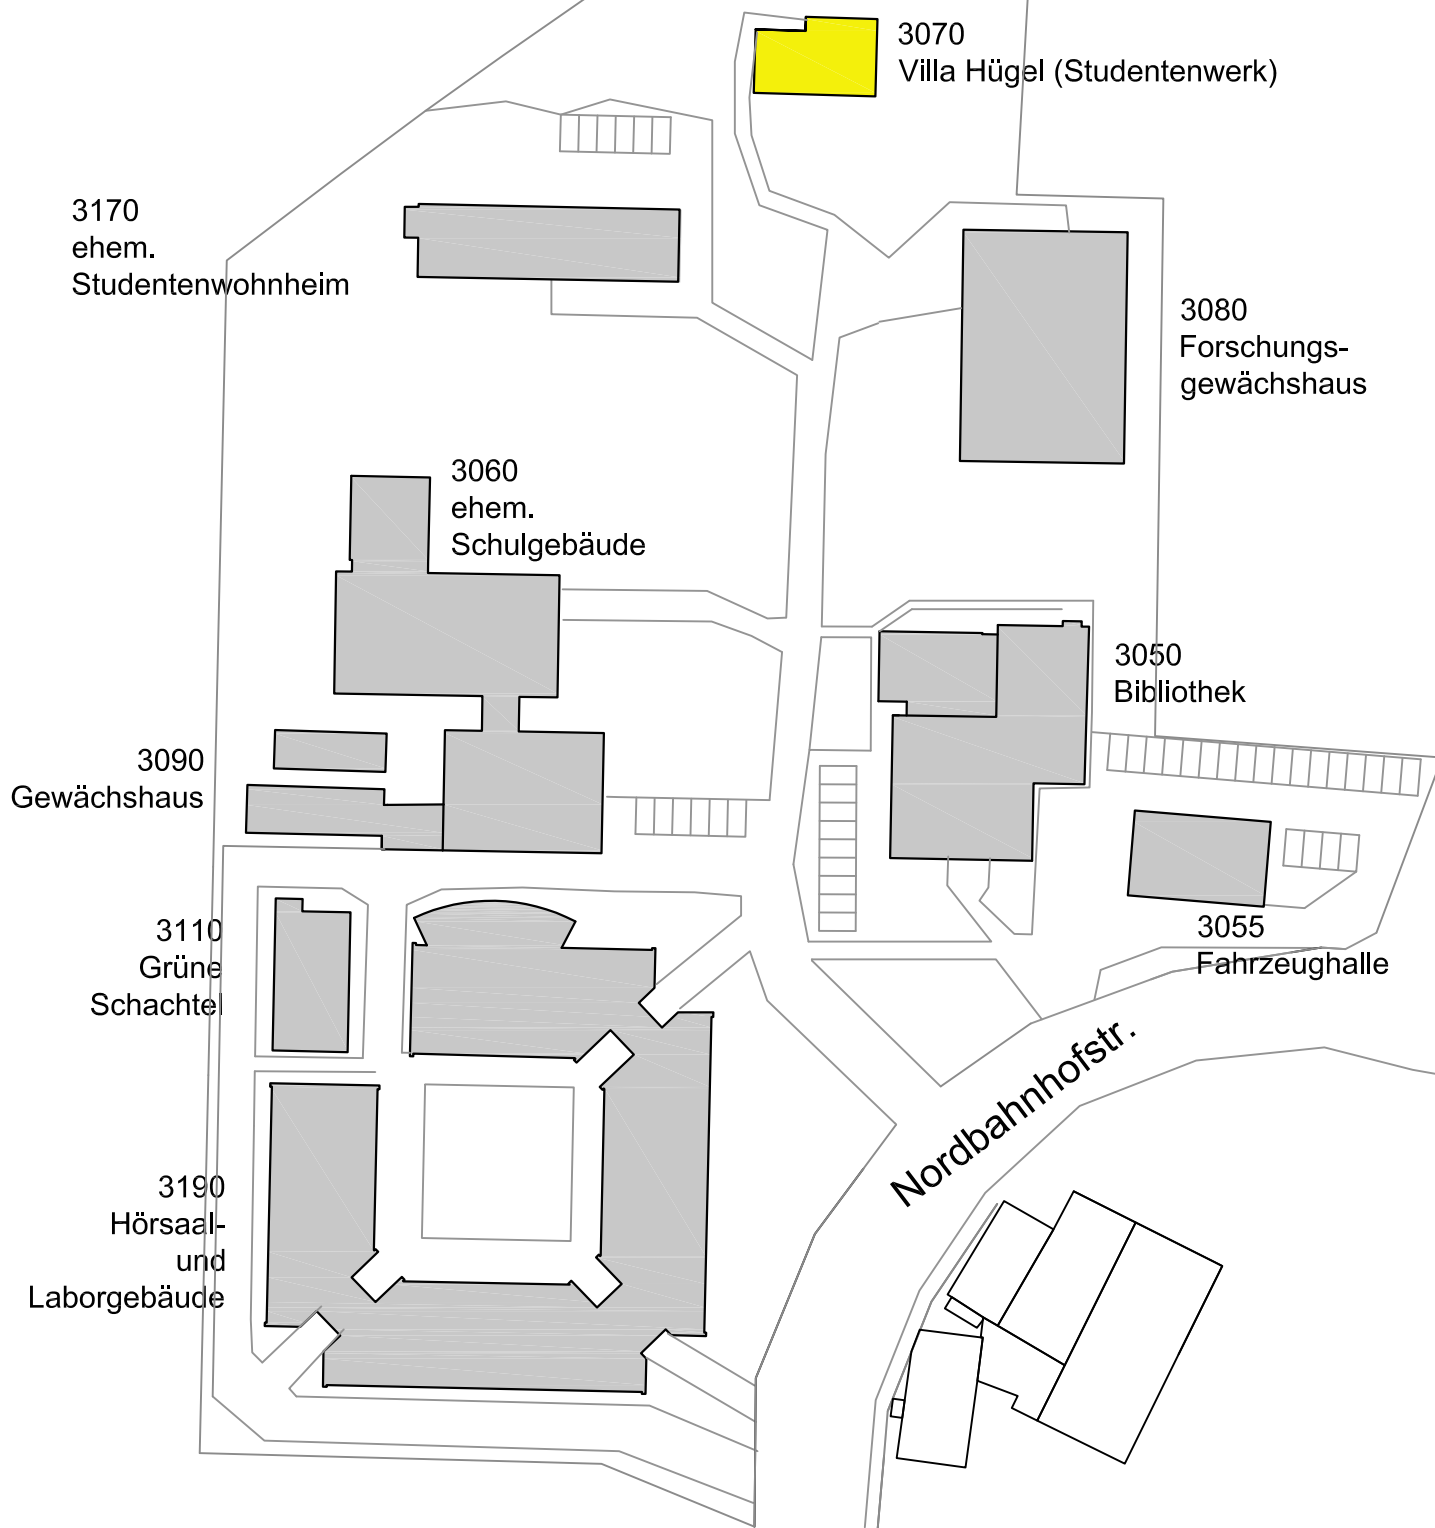 3070
Villa Hügel (Studentenwerk)
3170
ehem.
Studentenwohnheim
3080
Forschungs-
gewächshaus
3060
ehem.
Schulgebäude
3050
Bibliothek
3090
Gewächshaus
3110
Grüne
Schachtel
3055
Fahrzeughalle
Nordbahnhofstr.
3190
Hörsaal-
und
Laborgebäude